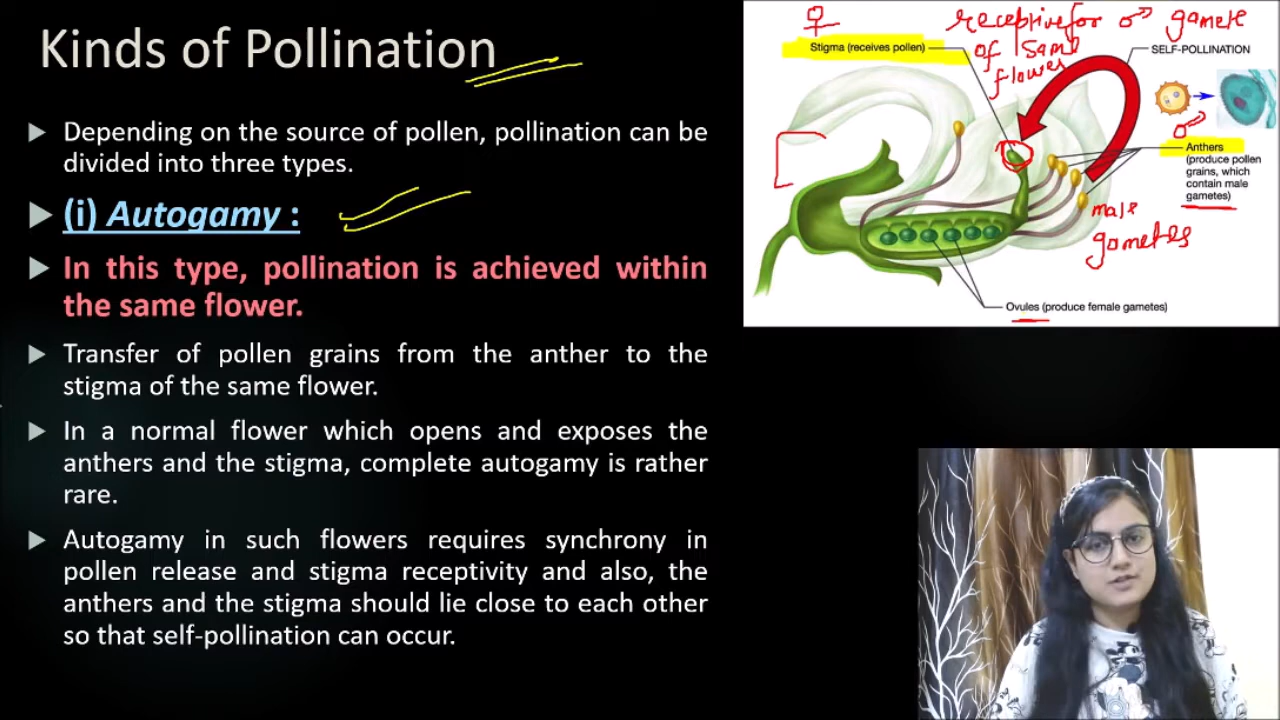 Kinds of Pollination
Depending on the source of pollen, pollination can be
divided into three types.
(i) Autogamy :
In this type, pollination is achieved within
the same flower.
Transfer of pollen grains from the anther to the
stigma of the same flower.
In a normal flower which opens and exposes the
anthers and the stigma, complete autogamy is rather
rare.
Autogamy in such flowers requires synchrony in
pollen release and stigma receptivity and also, the
anthers and the stigma should lie close to each other
so that self-pollination can occur.
♀
receptive for ♂ gamete
of same
flower
Stigma (receives pollen)
SELF-POLLINATION
♂
Anthers
(produce pollen
grains, which
contain male
gametes)
male
gametes
Ovules (produce female gametes)